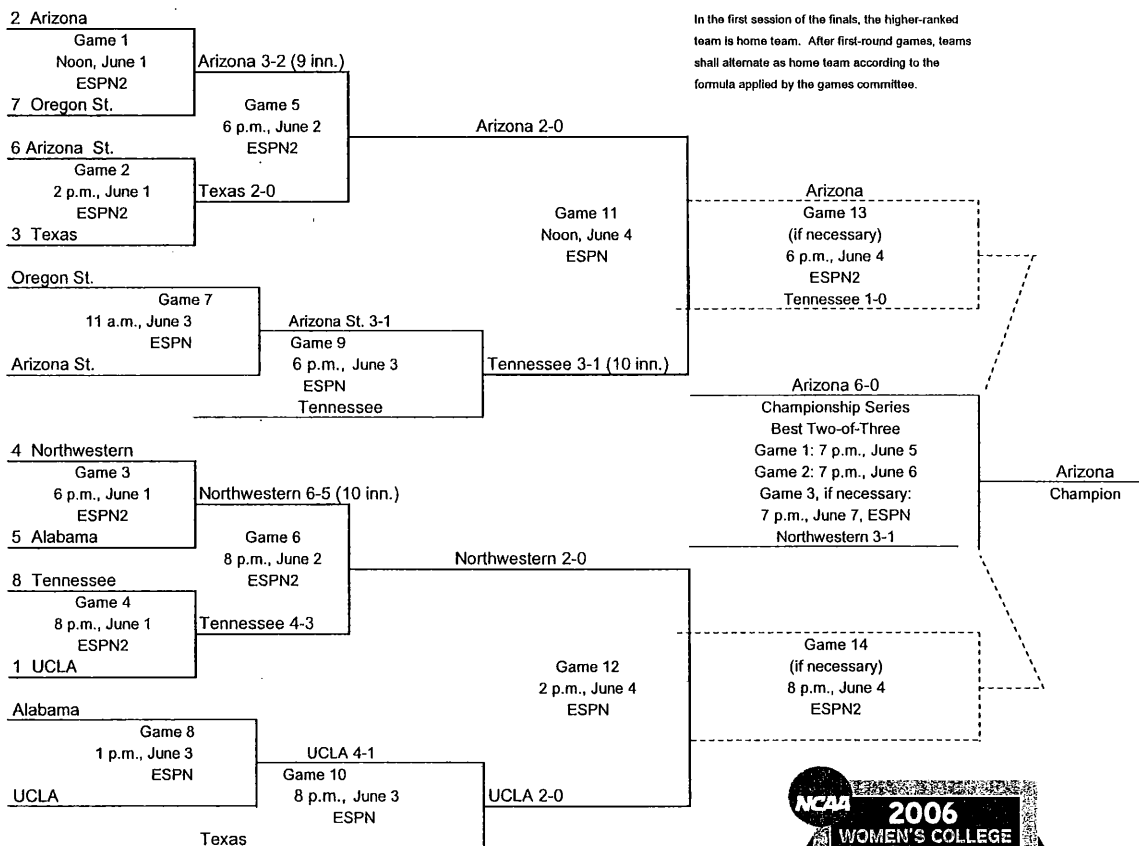 2 Arizona
Game 1
Noon, June 1
ESPN2
7 Oregon St.
Arizona 3-2 (9 inn.)
Game 5
6 p.m., June 2
ESPN2
6 Arizona St.
Game 2
2 p.m., June 1
ESPN2
3 Texas
Texas 2-0
Arizona 2-0
Oregon St.
Game 7
11 a.m., June 3
ESPN
Arizona St.
Arizona St. 3-1
Game 9
6 p.m., June 3
ESPN
Tennessee
Tennessee 3-1 (10 inn.)
Game 11
Noon, June 4
ESPN
In the first session of the finals, the higher-ranked
team is home team. After first-round games, teams
shall alternate as home team according to the
formula applied by the games committee.
Arizona
Game 13
(if necessary)
6 p.m., June 4
ESPN2
Tennessee 1-0
Arizona 6-0
Championship Series
Best Two-of-Three
Game 1: 7 p.m., June 5
Game 2: 7 p.m., June 6
Game 3, if necessary:
7 p.m., June 7, ESPN
Northwestern 3-1
Arizona
Champion
4 Northwestern
Game 3
6 p.m., June 1
ESPN2
5 Alabama
Northwestern 6-5 (10 inn.)
Game 6
8 p.m., June 2
ESPN2
8 Tennessee
Game 4
8 p.m., June 1
ESPN2
1 UCLA
Tennessee 4-3
Northwestern 2-0
Alabama
Game 8
1 p.m., June 3
ESPN
UCLA
UCLA 4-1
Game 10
8 p.m., June 3
ESPN
Texas
UCLA 2-0
Game 12
2 p.m., June 4
ESPN
Game 14
(if necessary)
8 p.m., June 4
ESPN2
NCAA
2006
WOMEN'S COLLEGE